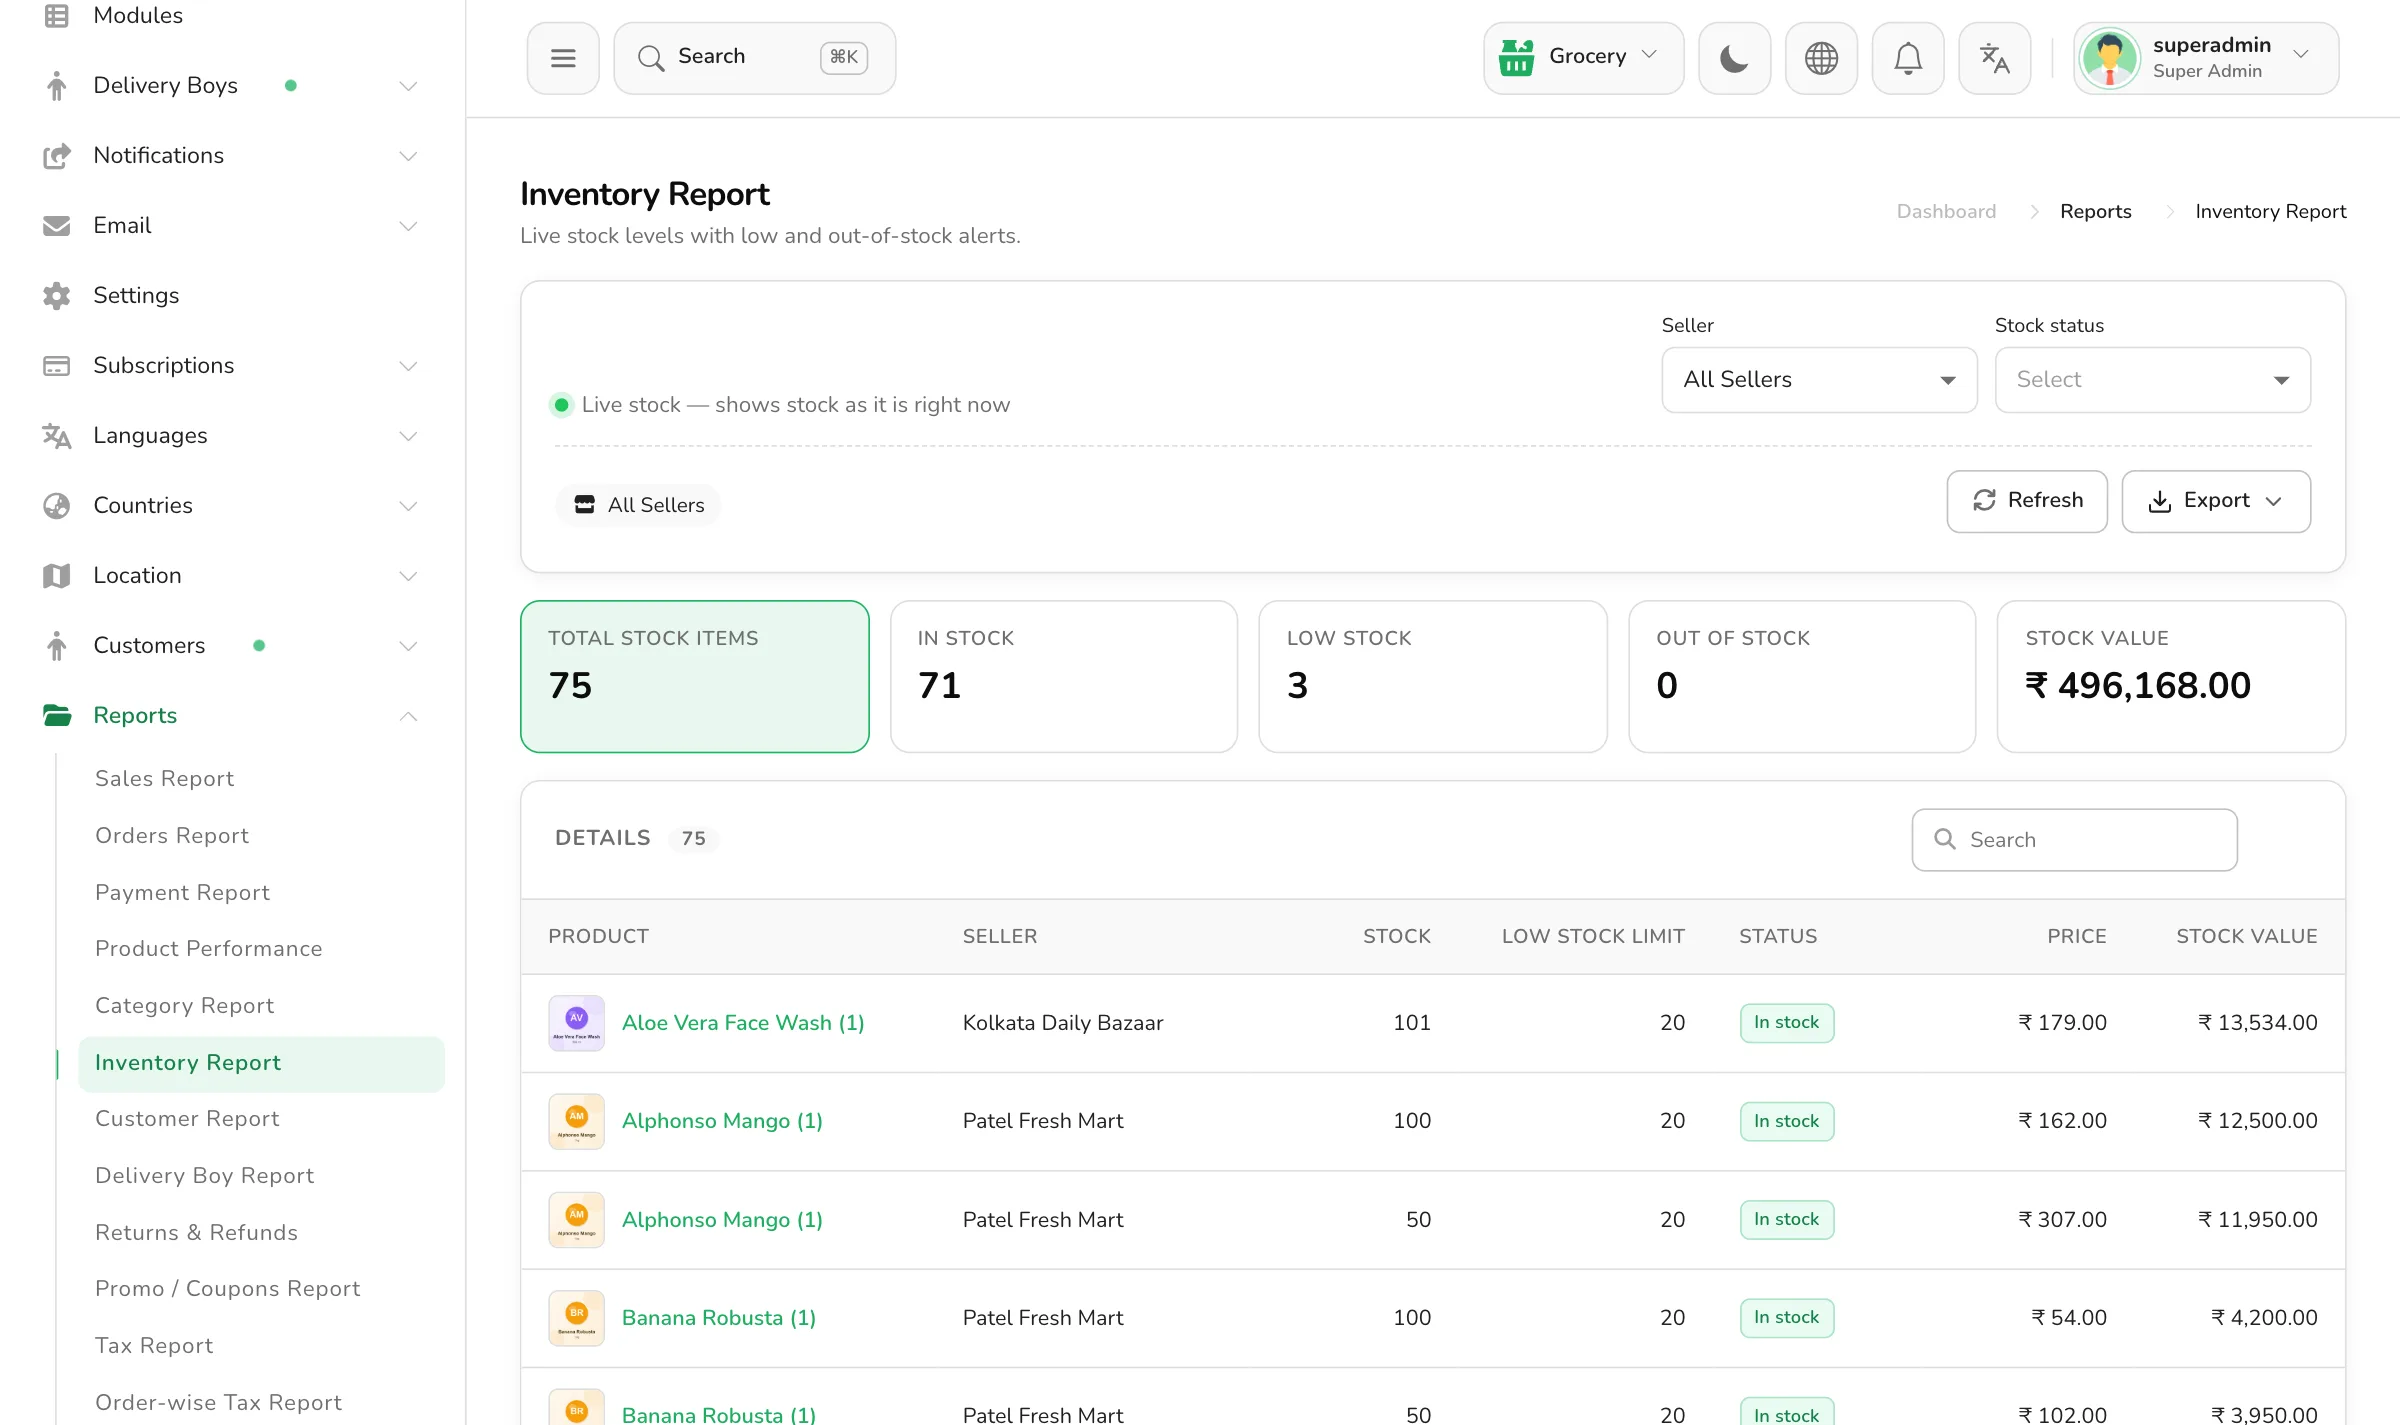 Modules
Delivery Boys
Notifications
Email
Settings
Subscriptions
Languages
Countries
Location
Customers
Reports
Sales Report
Orders Report
Payment Report
Product Performance
Category Report
Inventory Report
Customer Report
Delivery Boy Report
Returns & Refunds
Promo / Coupons Report
Tax Report
Order-wise Tax Report
Search ⌘K
Grocery
superadmin
Super Admin
Inventory Report
Live stock levels with low and out-of-stock alerts.
Dashboard Reports Inventory Report
Seller Stock status
All Sellers Select
Live stock — shows stock as it is right now
All Sellers Refresh Export
TOTAL STOCK ITEMS
75
IN STOCK
71
LOW STOCK
3
OUT OF STOCK
0
STOCK VALUE
₹ 496,168.00
DETAILS 75 Search
PRODUCT SELLER STOCK LOW STOCK LIMIT STATUS PRICE STOCK VALUE
AV
Aloe Vera Face Wash
Aloe Vera Face Wash (1) Kolkata Daily Bazaar 101 20 In stock ₹ 179.00 ₹ 13,534.00
AM
Alphonso Mango
Alphonso Mango (1) Patel Fresh Mart 100 20 In stock ₹ 162.00 ₹ 12,500.00
AM
Alphonso Mango
Alphonso Mango (1) Patel Fresh Mart 50 20 In stock ₹ 307.00 ₹ 11,950.00
BR
Banana Robusta
Banana Robusta (1) Patel Fresh Mart 100 20 In stock ₹ 54.00 ₹ 4,200.00
BR
Banana Robusta (1) Patel Fresh Mart 50 20 In stock ₹ 102.00 ₹ 3,950.00